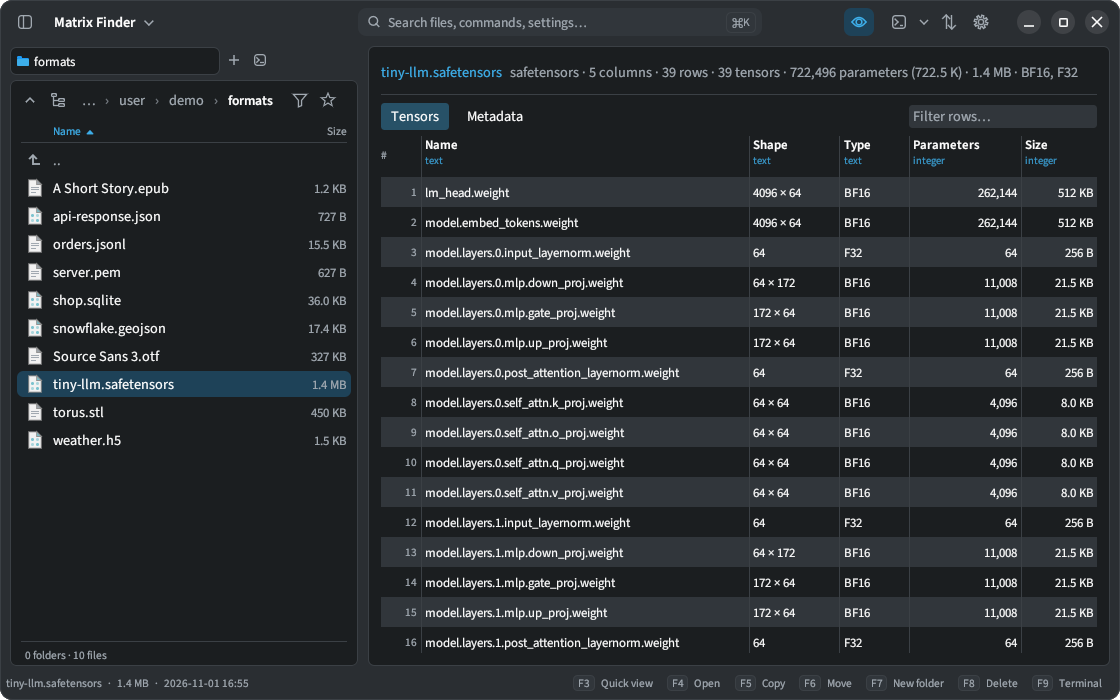 Matrix Finder
Search files, commands, settings… ⌘K
formats
… › user › demo › formats
Name Size
..
A Short Story.epub 1.2 KB
api-response.json 727 B
orders.jsonl 15.5 KB
server.pem 627 B
shop.sqlite 36.0 KB
snowflake.geojson 17.4 KB
Source Sans 3.otf 327 KB
tiny-llm.safetensors 1.4 MB
torus.stl 450 KB
weather.h5 1.5 KB
0 folders · 10 files
tiny-llm.safetensors safetensors · 5 columns · 39 rows · 39 tensors · 722,496 parameters (722.5 K) · 1.4 MB · BF16, F32
Tensors Metadata Filter rows…
# Name Shape Type Parameters Size
text text text integer integer
1 lm_head.weight 4096 × 64 BF16 262,144 512 KB
2 model.embed_tokens.weight 4096 × 64 BF16 262,144 512 KB
3 model.layers.0.input_layernorm.weight 64 F32 64 256 B
4 model.layers.0.mlp.down_proj.weight 64 × 172 BF16 11,008 21.5 KB
5 model.layers.0.mlp.gate_proj.weight 172 × 64 BF16 11,008 21.5 KB
6 model.layers.0.mlp.up_proj.weight 172 × 64 BF16 11,008 21.5 KB
7 model.layers.0.post_attention_layernorm.weight 64 F32 64 256 B
8 model.layers.0.self_attn.k_proj.weight 64 × 64 BF16 4,096 8.0 KB
9 model.layers.0.self_attn.o_proj.weight 64 × 64 BF16 4,096 8.0 KB
10 model.layers.0.self_attn.q_proj.weight 64 × 64 BF16 4,096 8.0 KB
11 model.layers.0.self_attn.v_proj.weight 64 × 64 BF16 4,096 8.0 KB
12 model.layers.1.input_layernorm.weight 64 F32 64 256 B
13 model.layers.1.mlp.down_proj.weight 64 × 172 BF16 11,008 21.5 KB
14 model.layers.1.mlp.gate_proj.weight 172 × 64 BF16 11,008 21.5 KB
15 model.layers.1.mlp.up_proj.weight 172 × 64 BF16 11,008 21.5 KB
16 model.layers.1.post_attention_layernorm.weight 64 F32 64 256 B
tiny-llm.safetensors · 1.4 MB · 2026-11-01 16:55
F3 Quick view F4 Open F5 Copy F6 Move F7 New folder F8 Delete F9 Terminal